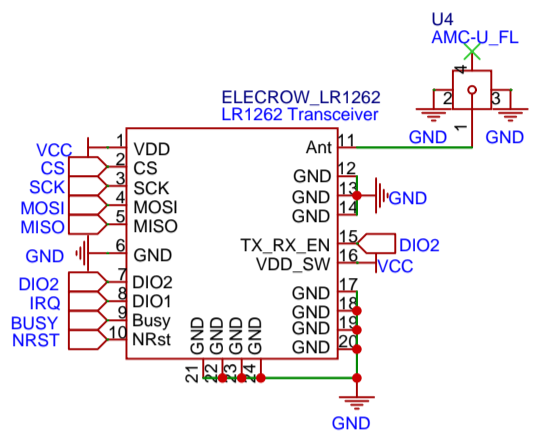 U4
AMC-U_FL
4
2
3
GND
1
GND
ELECROW_LR1262
LR1262 Transceiver
VCC
1
VDD
CS
2
CS
SCK
3
SCK
MOSI
4
MOSI
MISO
5
MISO
GND
6
GND
DIO2
7
DIO2
IRQ
8
DIO1
BUSY
9
Busy
NRST
10
NRst
Ant
11
GND
12
GND
13
GND
GND
14
TX_RX_EN
15
DIO2
VDD_SW
16
VCC
GND
17
GND
18
GND
19
GND
20
GND
21
GND
22
GND
23
GND
24
GND